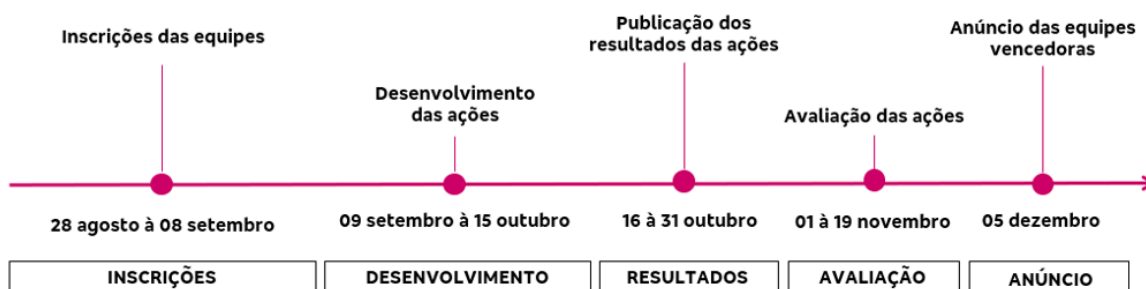 Inscrições das equipes
Desenvolvimento
das ações
Publicação dos
resultados das ações
Avaliação das ações
Anúncio das equipes
vencedoras
28 agosto à 08 setembro
09 setembro à 15 outubro
16 à 31 outubro
01 à 19 novembro
05 dezembro
INSCRIÇÕES
DESENVOLVIMENTO
RESULTADOS
AVALIAÇÃO
ANÚNCIO